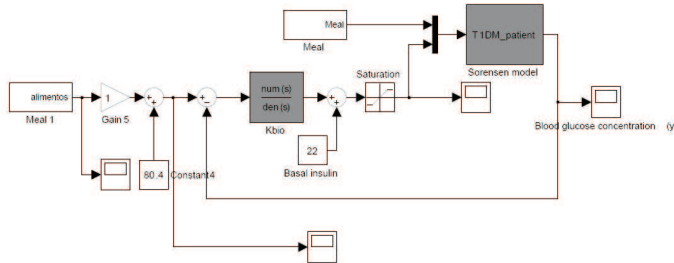 Meal
Meal
T1DM_patient
Sorensen model
Saturation
alimentos
Meal 1
1
Gain 5
num (s)
den (s)
Kbio
22
Basal insulin
80.4
Constant4
Blood glucose concentration (y